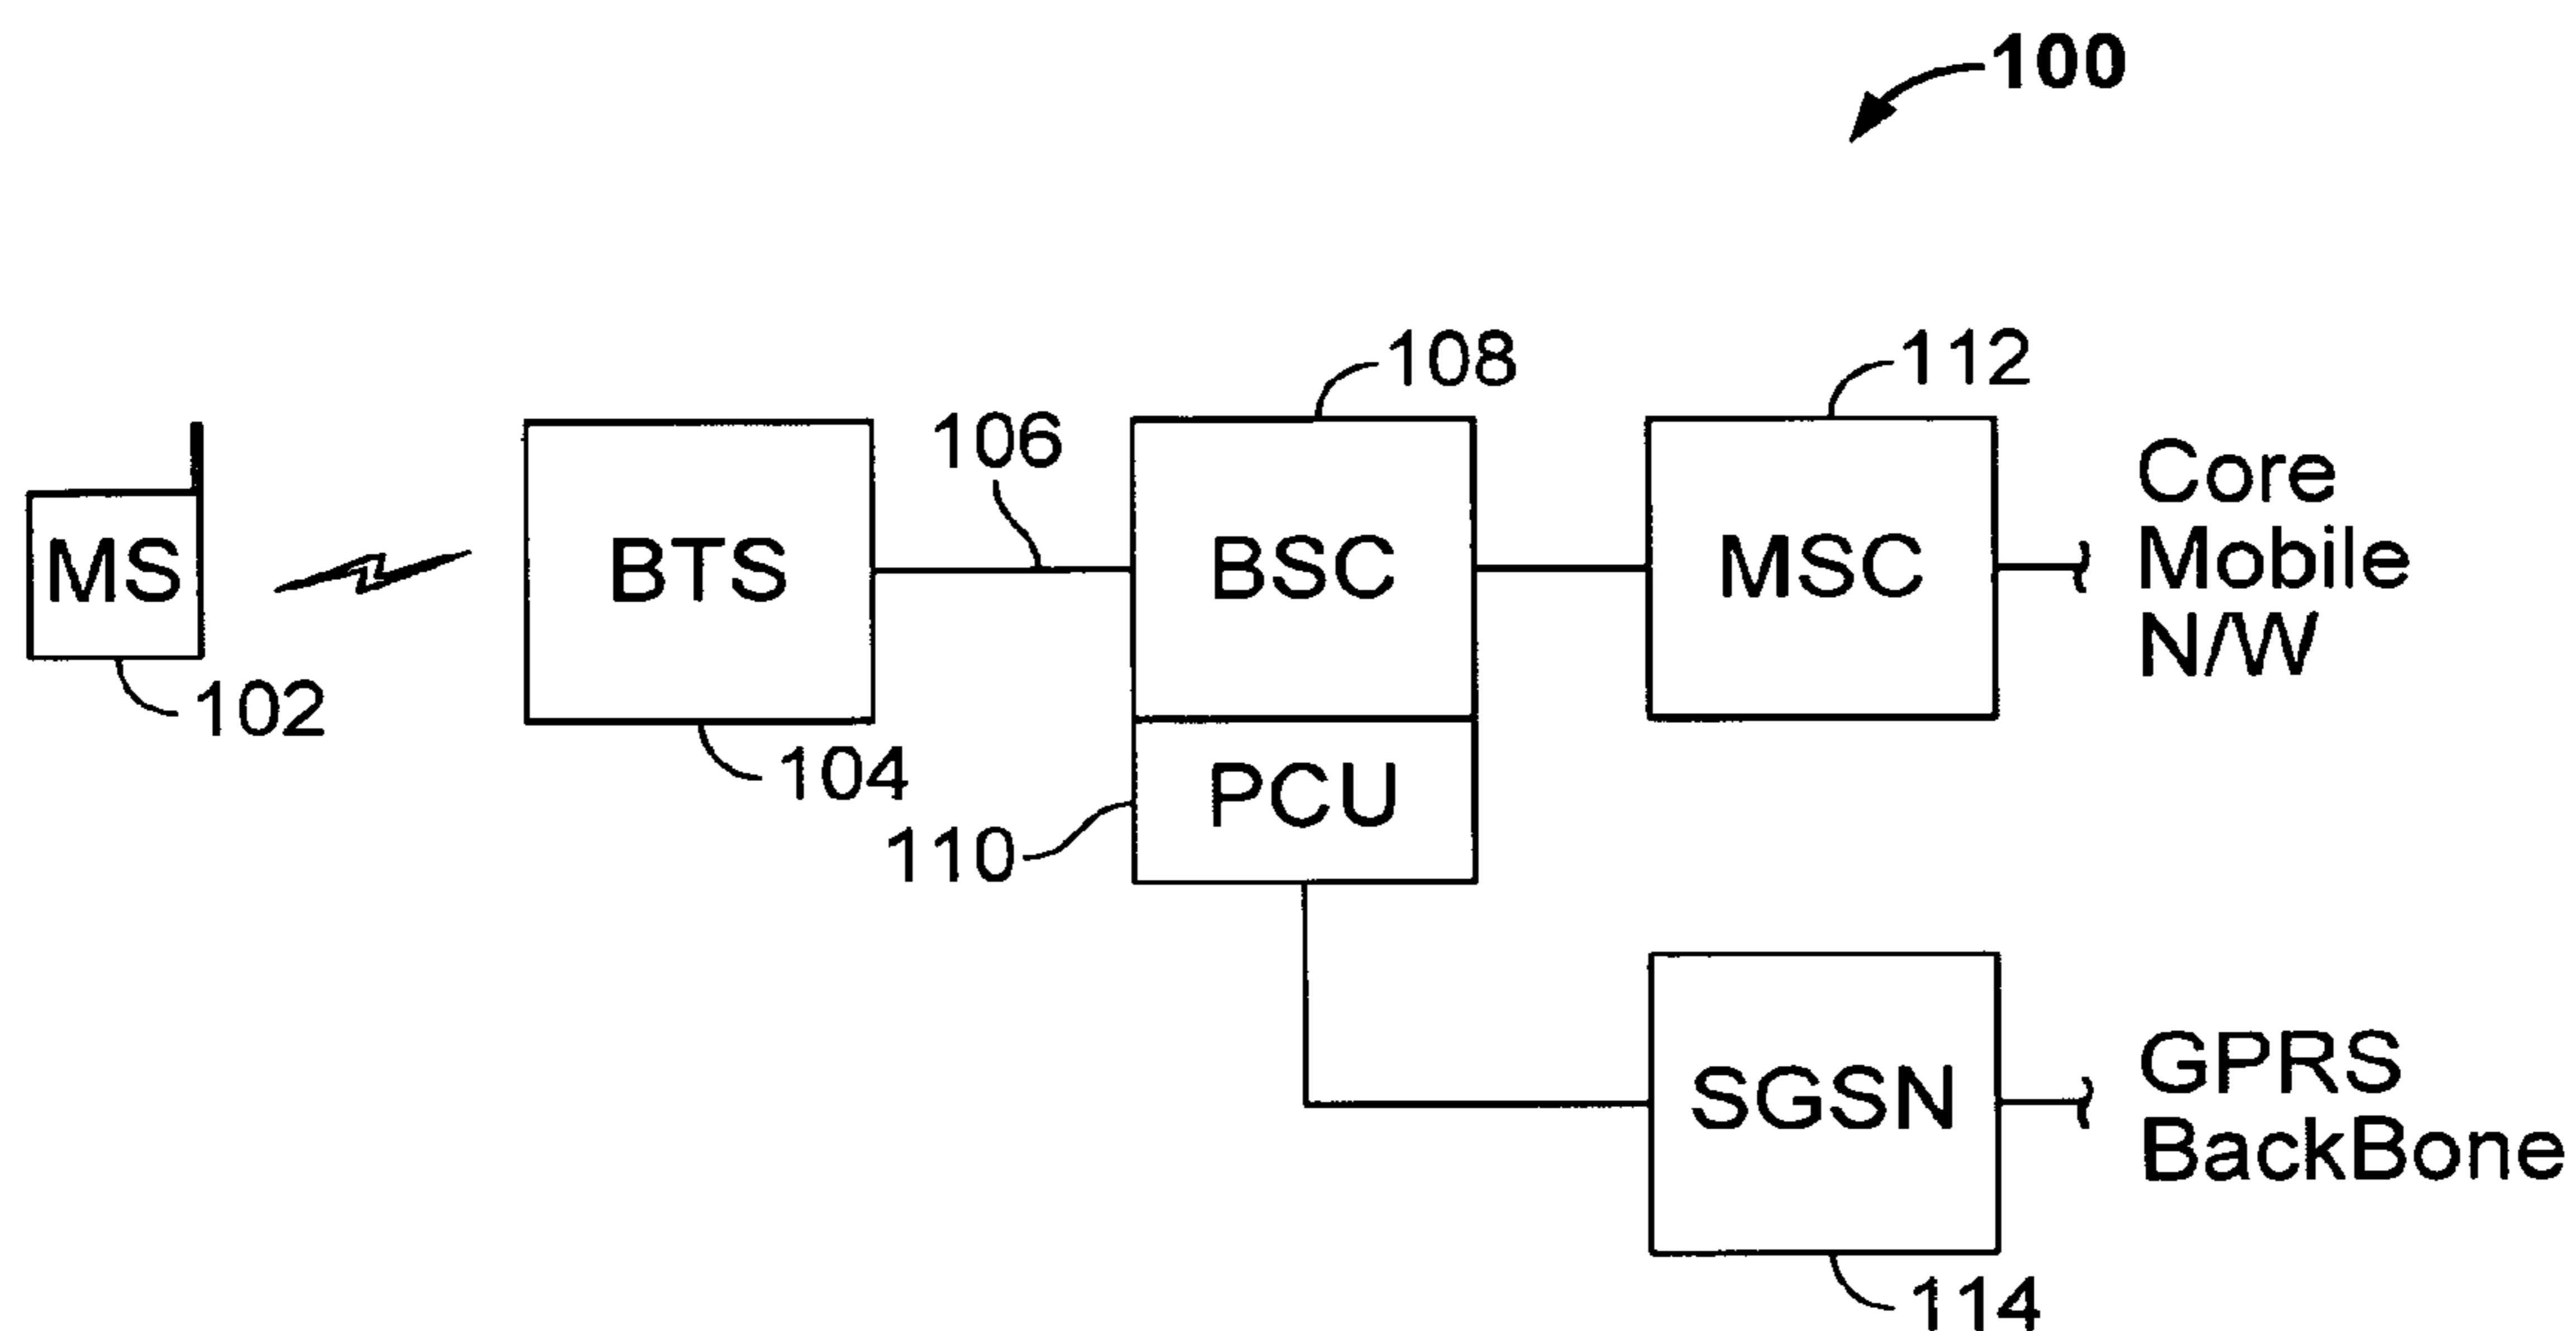 100
108
112
106
Core
Mobile
N/W
MS
BTS
BSC
MSC
102
104
PCU
110
GPRS
BackBone
SGSN
114